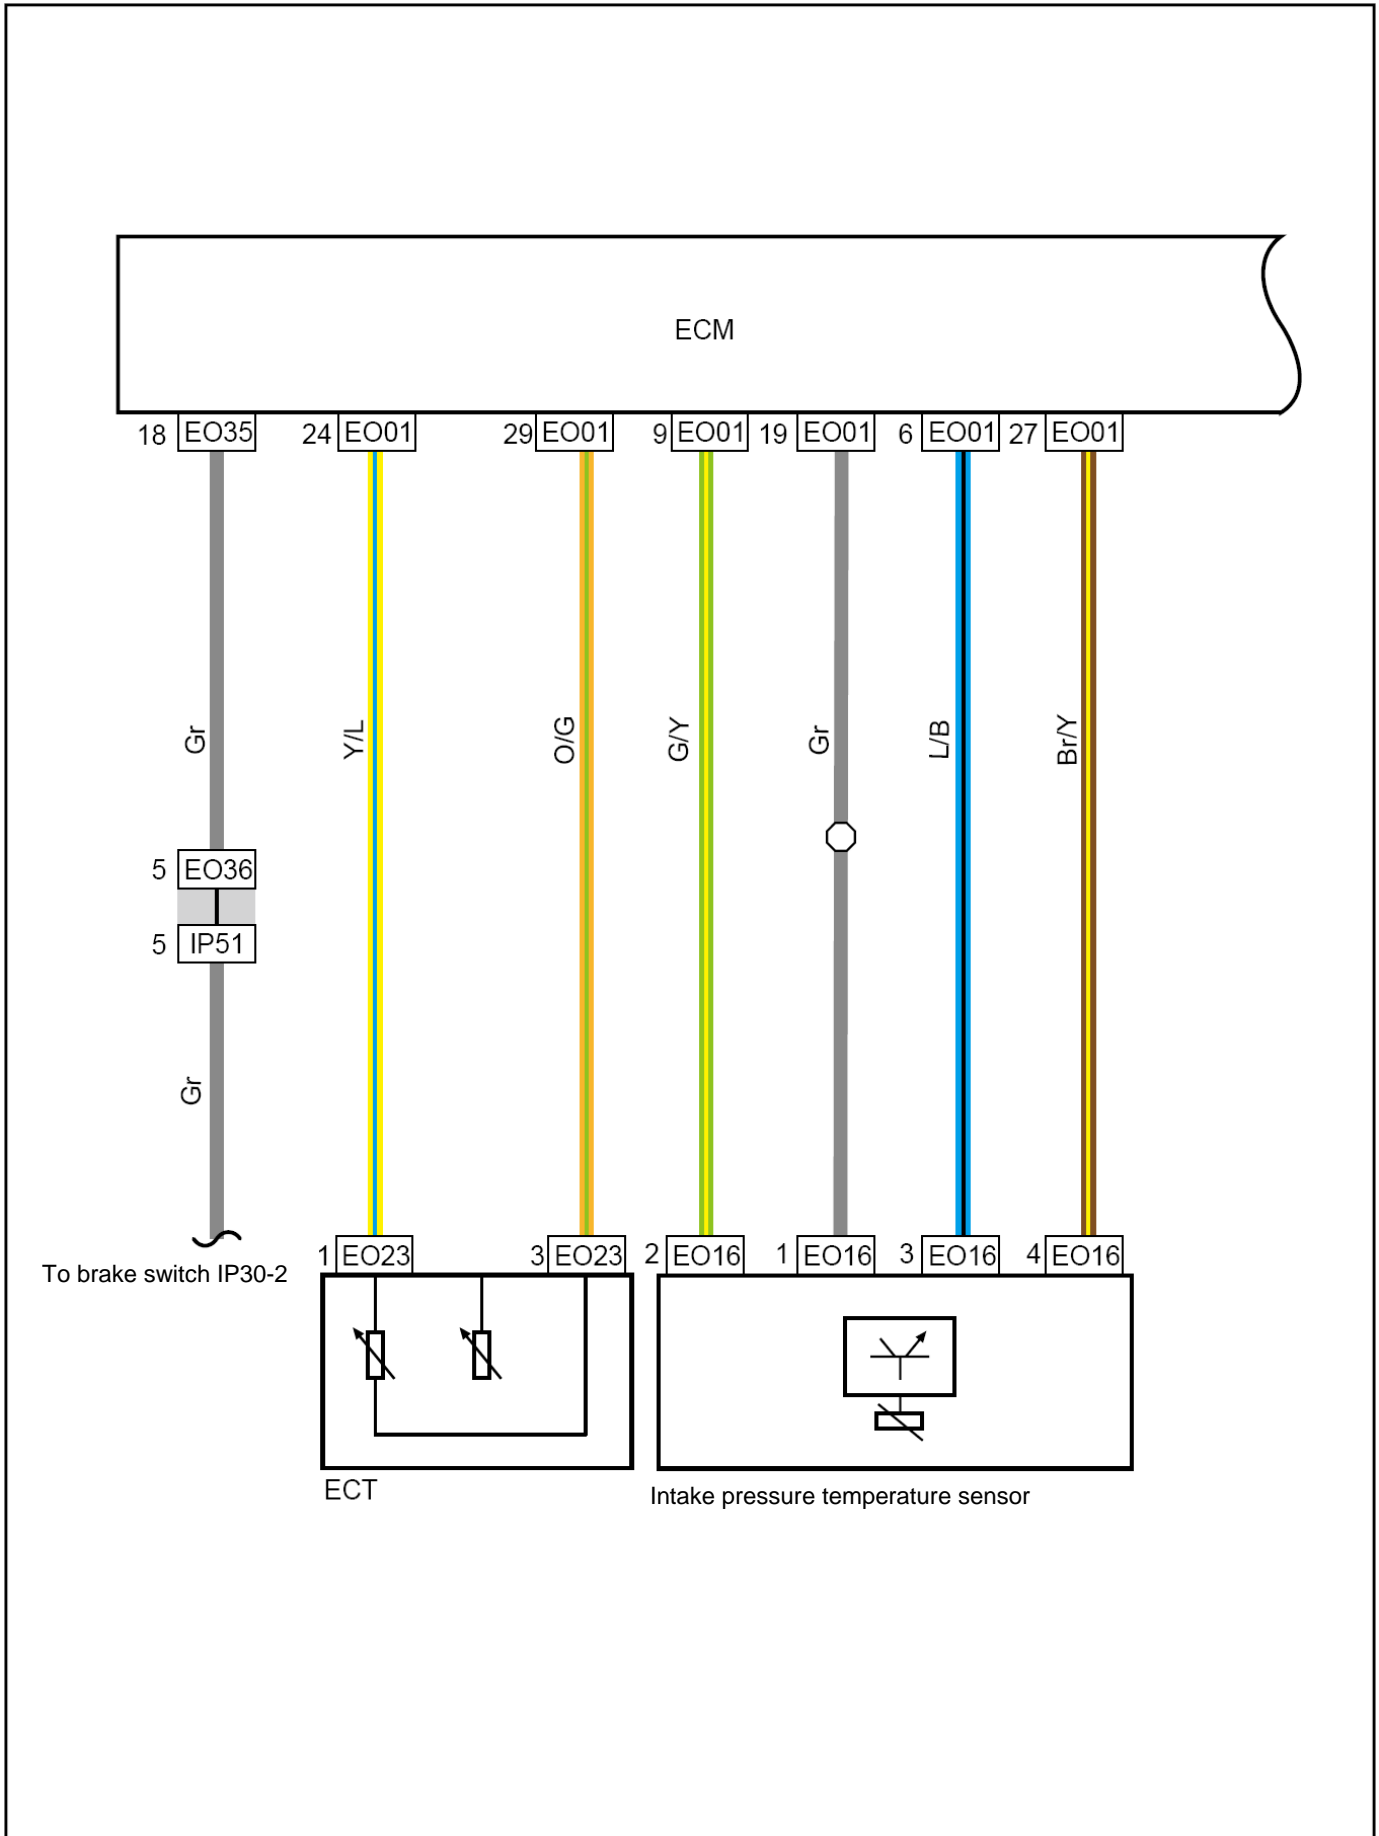 ECM
18 EO35 24 EO01 29 EO01 9 EO01 19 EO01 6 EO01 27 EO01
Gr Y/L O/G G/Y Gr L/B Br/Y
5 EO36
5 IP51
Gr
1 EO23 3 EO23 2 EO16 1 EO16 3 EO16 4 EO16
To brake switch IP30-2
ECT
Intake pressure temperature sensor